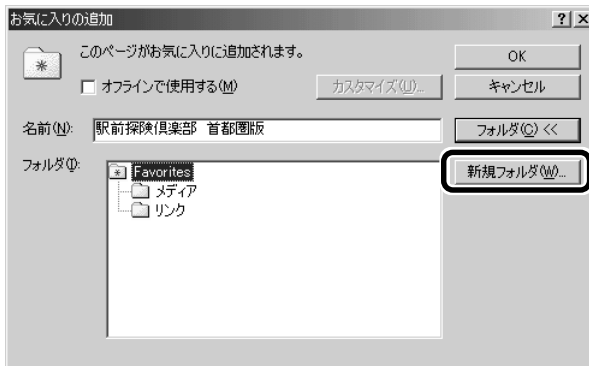 お気に入りの追加
このページがお気に入りに追加されます。
OK
オフラインで使用する(M)
カスタマイズ(U)...
キャンセル
名前(N):
駅前探険倶楽部 首都圏版
フォルダ(C) <<
フォルダ(I):
Favorites
メディア
リンク
新規フォルダ(W)...